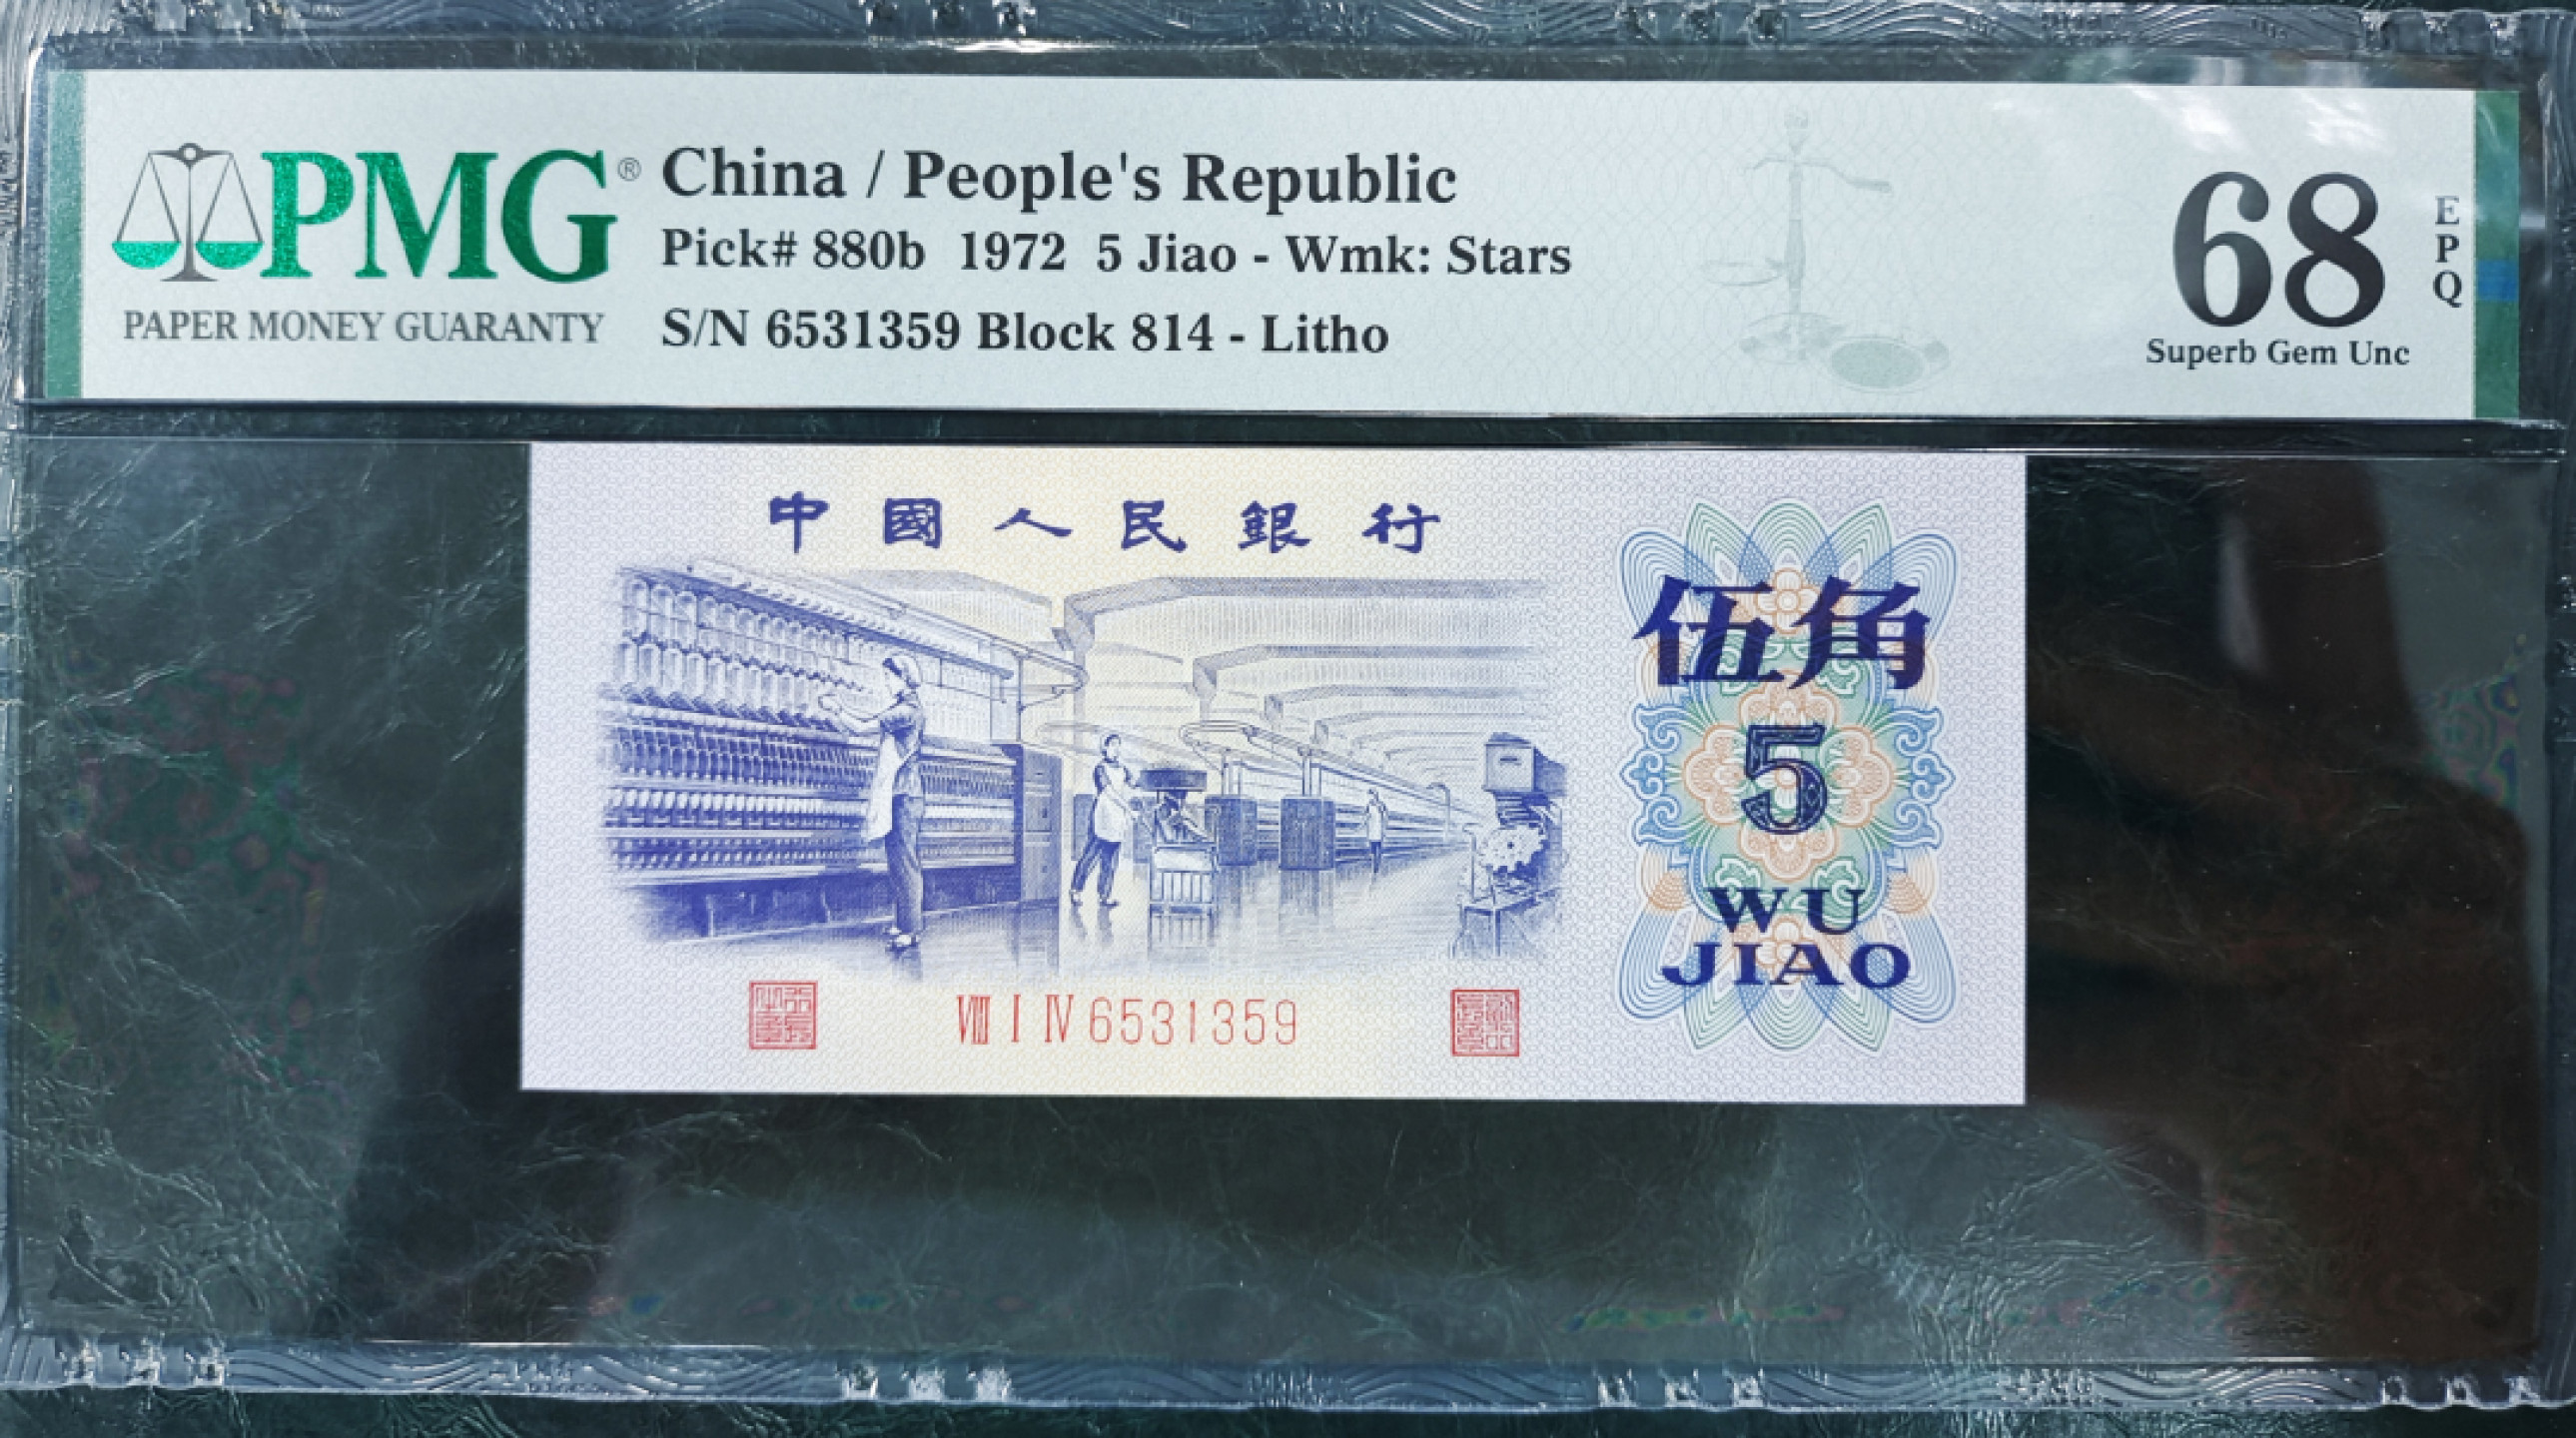 PMG®
PAPER MONEY GUARANTY
China / People's Republic
Pick# 880b 1972 5 Jiao - Wmk: Stars
S/N 6531359 Block 814 - Litho
68
EPQ
Superb Gem Unc
中國人民銀行
伍角
5
WU
JIAO
Ⅷ Ⅰ Ⅳ 6531359